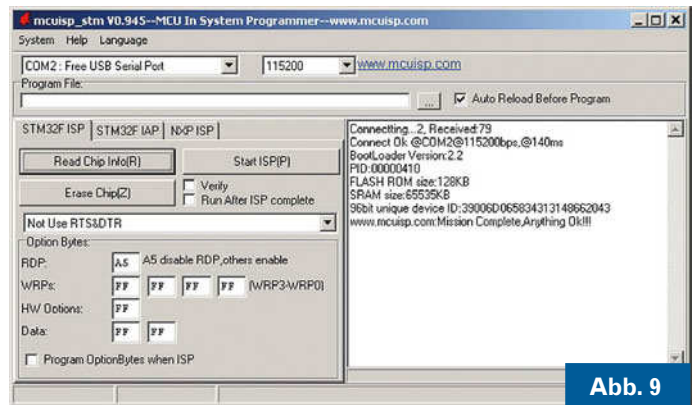 mcuisp_stm V0.945--MCU In System Programmer--www.mcuisp.com
System Help Language
COM2 : Free USB Serial Port 115200 www.mcuisp.com
Program File:
... Auto Reload Before Program
STM32F ISP STM32F IAP NXP ISP
Read Chip Info(R) Start ISP(P)
Erase Chip(Z) Verify
Run After ISP complete
Not Use RTS&DTR
Option Bytes:
RDP: A5 A5 disable RDP,others enable
WRPs: FF FF FF FF (WRP3-WRP0)
HW Options: FF
Data: FF FF
Program OptionBytes when ISP
Connectting...2, Received:79
Connect Ok @COM2@115200bps,@140ms
BootLoader Version:2.2
PID:00000410
FLASH ROM size:128KB
SRAM size:65535KB
96bit unique device ID:39006D065834313148662043
www.mcuisp.com:Mission Complete,Anything Ok!!!
Abb. 9